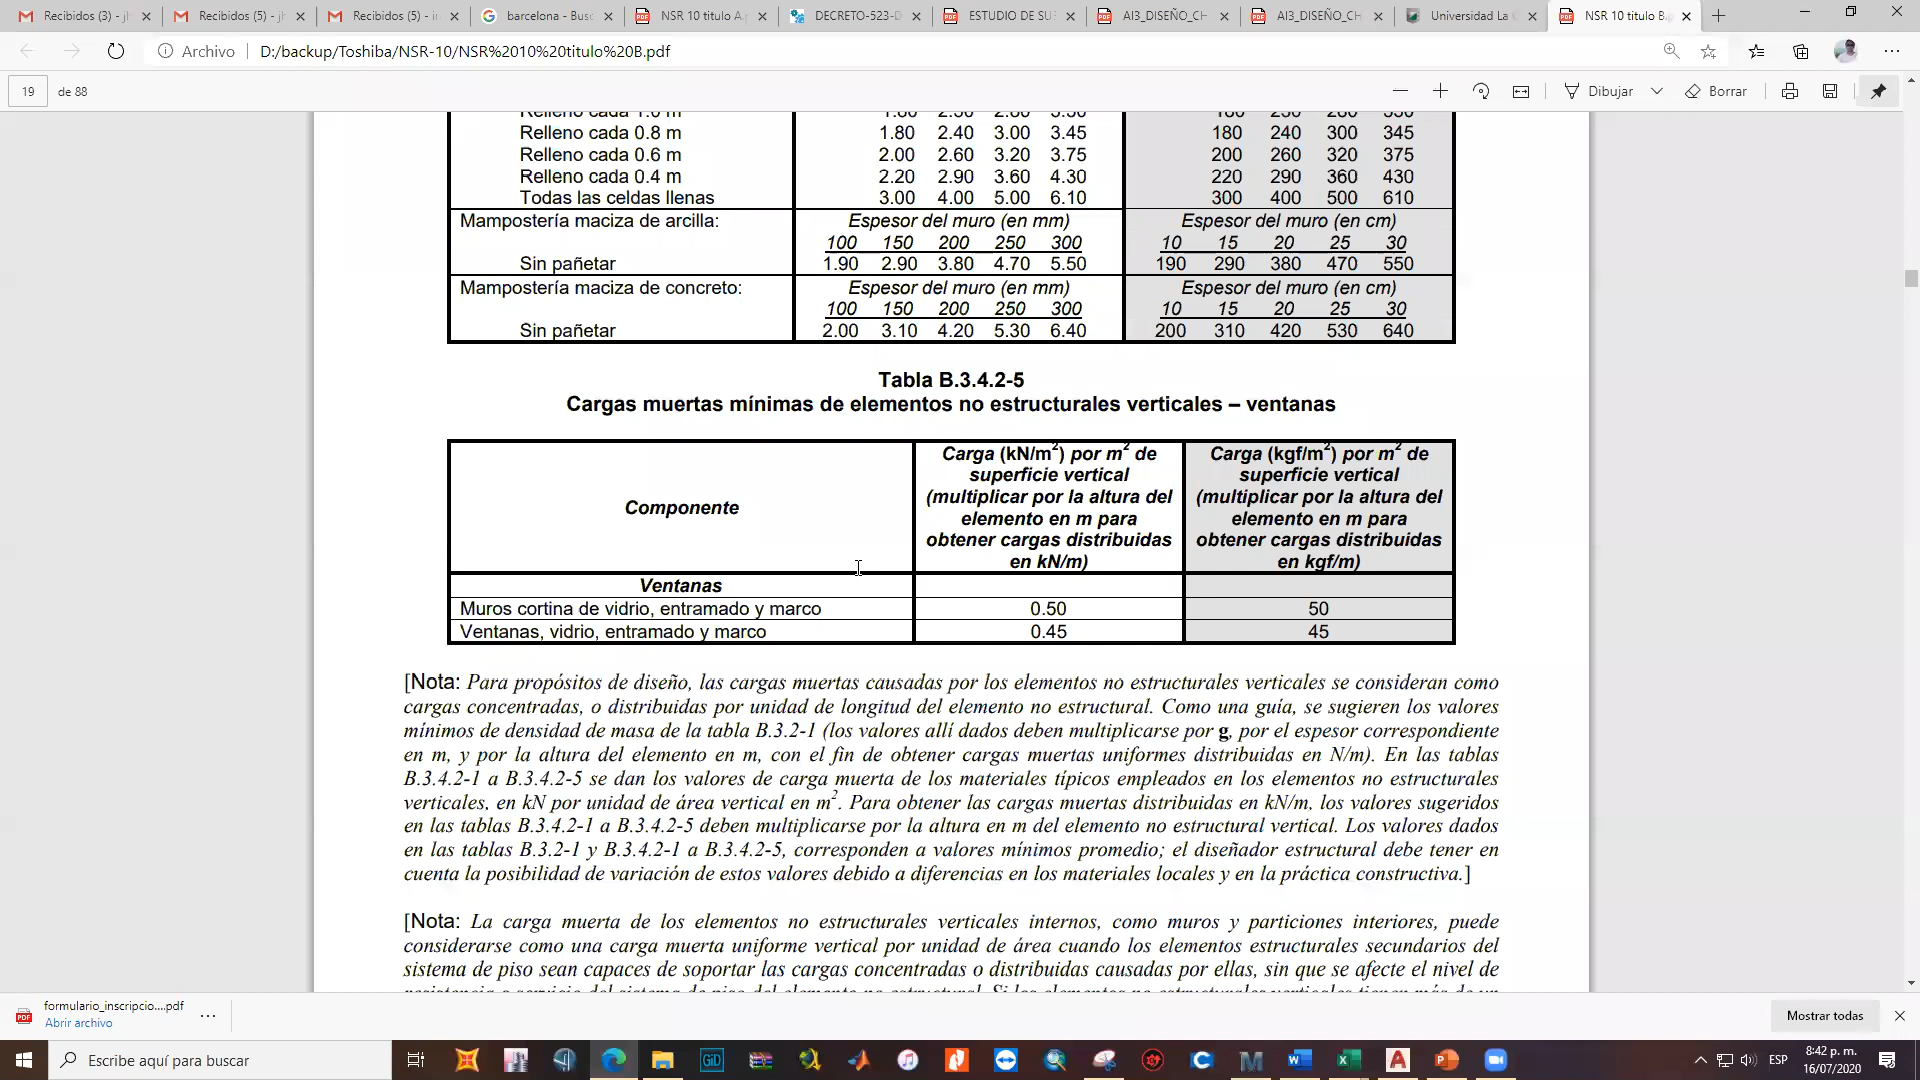 Recibidos (3) - j
Recibidos (5) - jh
Recibidos (5) - i
barcelona - Bus
NSR 10 titulo A.p
DECRETO-523-D
ESTUDIO DE SU
AI3_DISEÑO_CH
AI3_DISEÑO_CH
Universidad La
NSR 10 titulo B.p
Archivo
D:/backup/Toshiba/NSR-10/NSR%2010%20titulo%20B.pdf
19 de 88
Dibujar
Borrar
Relleno cada 1.0 m
Relleno cada 0.8 m 1.80 2.40 3.00 3.45 180 240 300 345
Relleno cada 0.6 m 2.00 2.60 3.20 3.75 200 260 320 375
Relleno cada 0.4 m 2.20 2.90 3.60 4.30 220 290 360 430
Todas las celdas llenas 3.00 4.00 5.00 6.10 300 400 500 610
Mampostería maciza de arcilla: Espesor del muro (en mm) Espesor del muro (en cm)
100 150 200 250 300 10 15 20 25 30
Sin pañetar 1.90 2.90 3.80 4.70 5.50 190 290 380 470 550
Mampostería maciza de concreto: Espesor del muro (en mm) Espesor del muro (en cm)
100 150 200 250 300 10 15 20 25 30
Sin pañetar 2.00 3.10 4.20 5.30 6.40 200 310 420 530 640
Tabla B.3.4.2-5
Cargas muertas mínimas de elementos no estructurales verticales – ventanas
Componente
Carga (kN/m²) por m² de
superficie vertical
(multiplicar por la altura del
elemento en m para
obtener cargas distribuidas
en kN/m)
Carga (kgf/m²) por m² de
superficie vertical
(multiplicar por la altura del
elemento en m para
obtener cargas distribuidas
en kgf/m)
Ventanas
Muros cortina de vidrio, entramado y marco 0.50 50
Ventanas, vidrio, entramado y marco 0.45 45
[Nota: Para propósitos de diseño, las cargas muertas causadas por los elementos no estructurales verticales se consideran como
cargas concentradas, o distribuidas por unidad de longitud del elemento no estructural. Como una guía, se sugieren los valores
mínimos de densidad de masa de la tabla B.3.2-1 (los valores allí dados deben multiplicarse por g, por el espesor correspondiente
en m, y por la altura del elemento en m, con el fin de obtener cargas muertas uniformes distribuidas en N/m). En las tablas
B.3.4.2-1 a B.3.4.2-5 se dan los valores de carga muerta de los materiales típicos empleados en los elementos no estructurales
verticales, en kN por unidad de área vertical en m². Para obtener las cargas muertas distribuidas en kN/m, los valores sugeridos
en las tablas B.3.4.2-1 a B.3.4.2-5 deben multiplicarse por la altura en m del elemento no estructural vertical. Los valores dados
en las tablas B.3.2-1 y B.3.4.2-1 a B.3.4.2-5, corresponden a valores mínimos promedio; el diseñador estructural debe tener en
cuenta la posibilidad de variación de estos valores debido a diferencias en los materiales locales y en la práctica constructiva.]
[Nota: La carga muerta de los elementos no estructurales verticales internos, como muros y particiones interiores, puede
considerarse como una carga muerta uniforme vertical por unidad de área cuando los elementos estructurales secundarios del
sistema de piso sean capaces de soportar las cargas concentradas o distribuidas causadas por ellas, sin que se afecte el nivel de
formulario_inscripcio....pdf
Abrir archivo
Mostrar todas
Escribe aquí para buscar
GiD
ESP
8:42 p. m.
16/07/2020